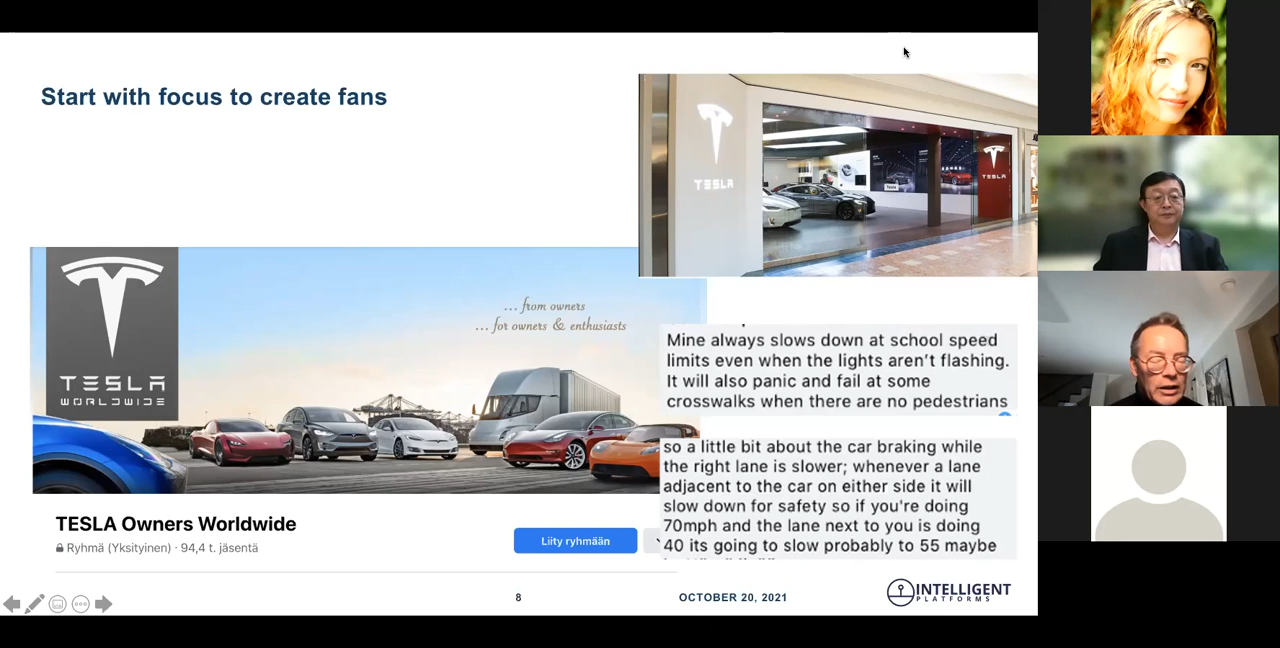 Start with focus to create fans
TESLA
Tesla
TESLA
... from owners
... for owners & enthusiasts
TESLA
WORLDWIDE
Mine always slows down at school speed
limits even when the lights aren't flashing.
It will also panic and fail at some
crosswalks when there are no pedestrians
so a little bit about the car braking while
the right lane is slower; whenever a lane
adjacent to the car on either side it will
slow down for safety so if you're doing
70mph and the lane next to you is doing
40 its going to slow probably to 55 maybe
TESLA Owners Worldwide
Ryhmä (Yksityinen) · 94,4 t. jäsentä
Liity ryhmään
8
OCTOBER 20, 2021
INTELLIGENT
PLATFORMS